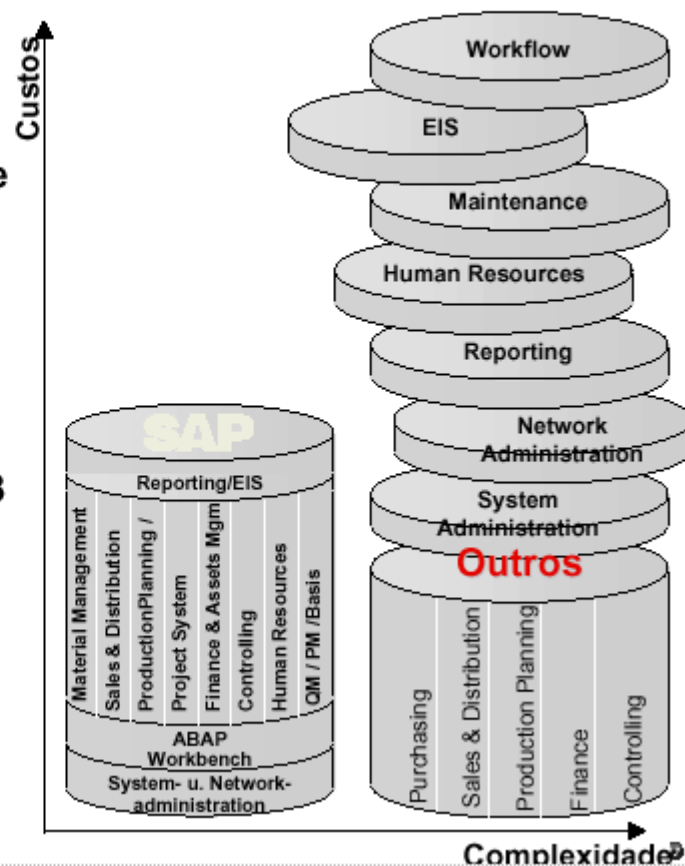 Custos
Workflow
EIS
Maintenance
Human Resources
Reporting
Network
Administration
System
Administration
Outros
Purchasing
Sales & Distribution
Production Planning
Finance
Controlling
SAP
Reporting/EIS
Material Management
Sales & Distribution
ProductionPlanning /
Project System
Finance & Assets Mgm
Controlling
Human Resources
QM / PM /Basis
ABAP
Workbench
System- u. Network-
administration
Complexidade